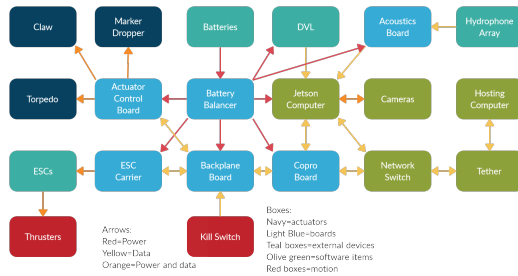 Claw
Marker
Dropper
Batteries
DVL
Acoustics
Board
Hydrophone
Array
Torpedo
Actuator
Control
Board
Battery
Balancer
Jetson
Computer
Cameras
Hosting
Computer
ESCs
ESC
Carrier
Backplane
Board
Copro
Board
Network
Switch
Tether
Thrusters
Arrows:
Red=Power
Yellow=Data
Orange=Power and data
Kill Switch
Boxes:
Navy=actuators
Light Blue=boards
Teal boxes=external devices
Olive green=software items
Red boxes=motion